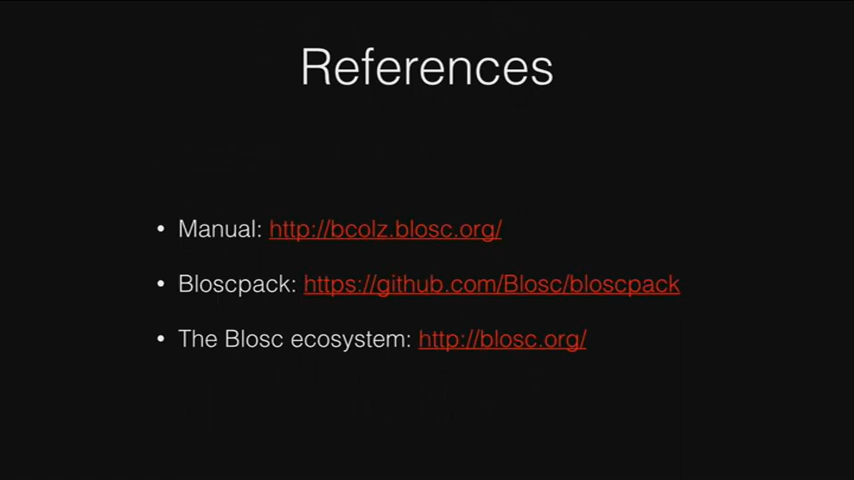 References
• Manual: http://bcolz.blosc.org/
• Bloscpack: https://github.com/Blosc/bloscpack
• The Blosc ecosystem: http://blosc.org/